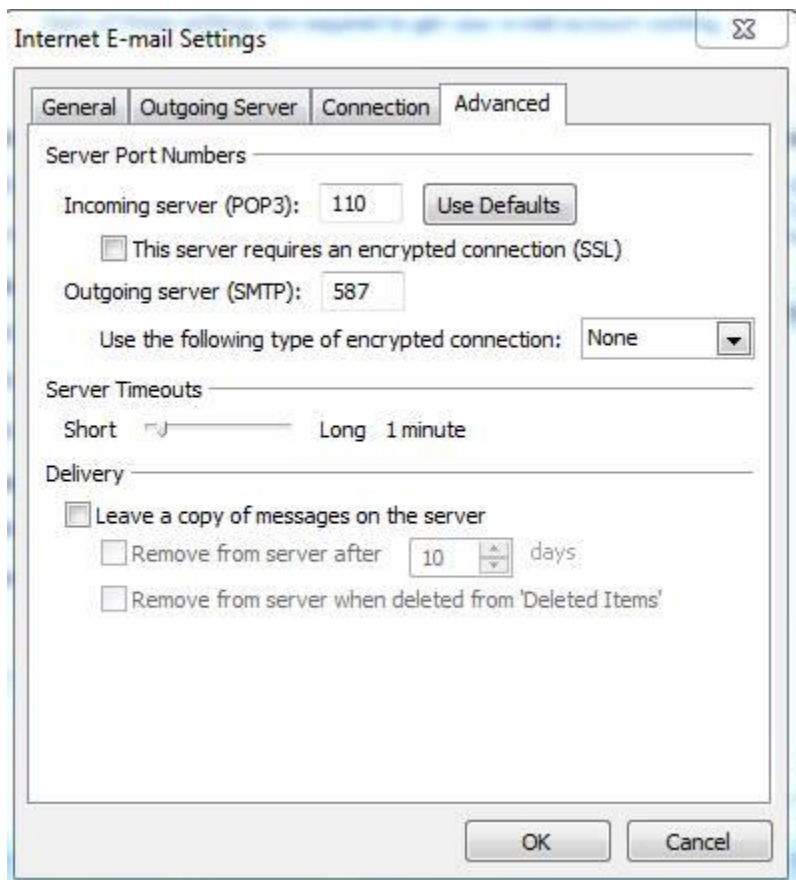 Internet E-mail Settings
General Outgoing Server Connection Advanced
Server Port Numbers
Incoming server (POP3): 110 Use Defaults
This server requires an encrypted connection (SSL)
Outgoing server (SMTP): 587
Use the following type of encrypted connection: None
Server Timeouts
Short Long 1 minute
Delivery
Leave a copy of messages on the server
Remove from server after 10 days
Remove from server when deleted from 'Deleted Items'
OK Cancel